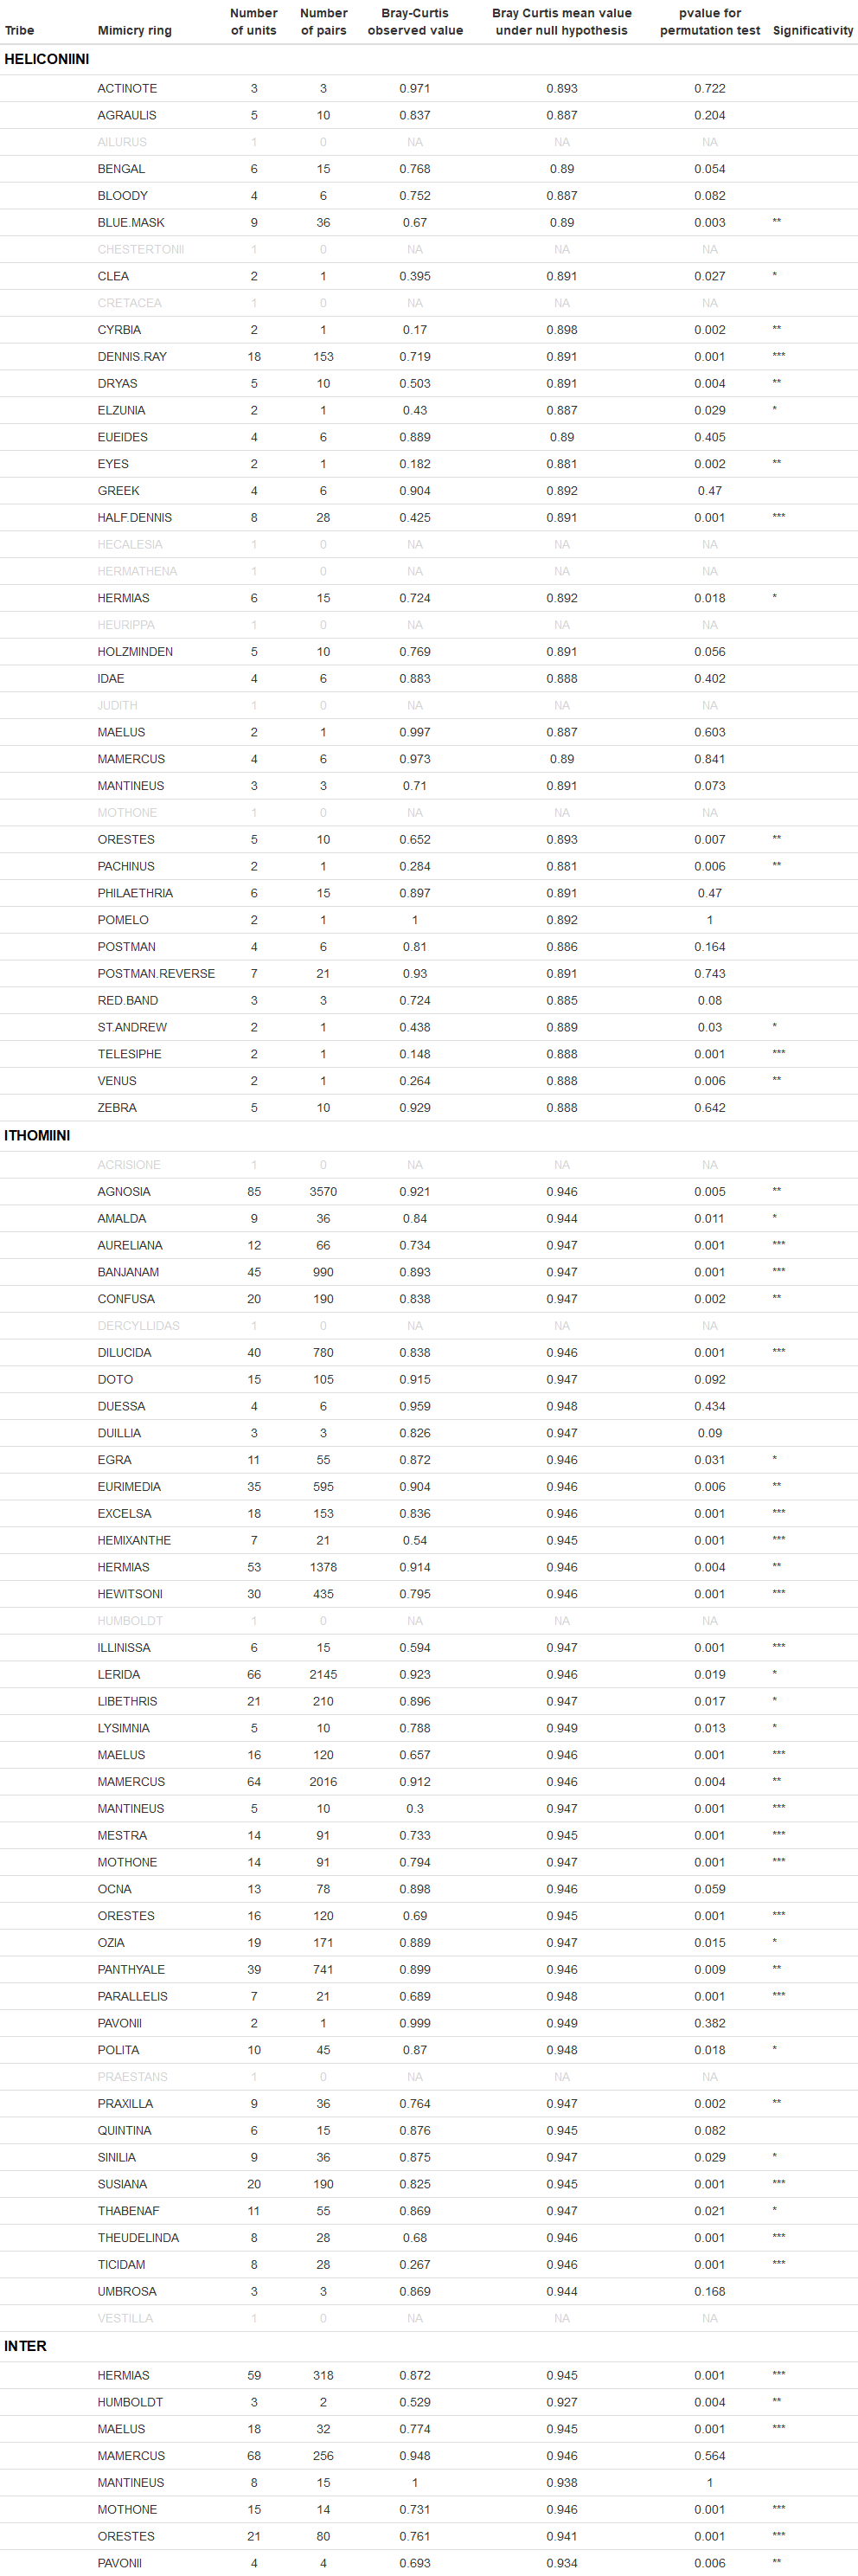 Tribe Mimicry ring Number of units Number of pairs Bray-Curtis observed value Bray Curtis mean value under null hypothesis pvalue for permutation test Significativity
HELICONIINI
ACTINOTE 3 3 0.971 0.893 0.722
AGRAULIS 5 10 0.837 0.887 0.204
AILURUS 1 0 NA NA NA
BENGAL 6 15 0.768 0.89 0.054
BLOODY 4 6 0.752 0.887 0.082
BLUE.MASK 9 36 0.67 0.89 0.003 **
CHESTERTONII 1 0 NA NA NA
CLEA 2 1 0.395 0.891 0.027 *
CRETACEA 1 0 NA NA NA
CYRBIA 2 1 0.17 0.898 0.002 **
DENNIS.RAY 18 153 0.719 0.891 0.001 ***
DRYAS 5 10 0.503 0.891 0.004 **
ELZUNIA 2 1 0.43 0.887 0.029 *
EUEIDES 4 6 0.889 0.89 0.405
EYES 2 1 0.182 0.881 0.002 **
GREEK 4 6 0.904 0.892 0.47
HALF.DENNIS 8 28 0.425 0.891 0.001 ***
HECALESIA 1 0 NA NA NA
HERMATHENA 1 0 NA NA NA
HERMIAS 6 15 0.724 0.892 0.018 *
HEURIPPA 1 0 NA NA NA
HOLZMINDEN 5 10 0.769 0.891 0.056
IDAE 4 6 0.883 0.888 0.402
JUDITH 1 0 NA NA NA
MAELUS 2 1 0.997 0.887 0.603
MAMERCUS 4 6 0.973 0.89 0.841
MANTINEUS 3 3 0.71 0.891 0.073
MOTHONE 1 0 NA NA NA
ORESTES 5 10 0.652 0.893 0.007 **
PACHINUS 2 1 0.284 0.881 0.006 **
PHILAETHRIA 6 15 0.897 0.891 0.47
POMELO 2 1 1 0.892 1
POSTMAN 4 6 0.81 0.886 0.164
POSTMAN.REVERSE 7 21 0.93 0.891 0.743
RED.BAND 3 3 0.724 0.885 0.08
ST.ANDREW 2 1 0.438 0.889 0.03 *
TELESIPHE 2 1 0.148 0.888 0.001 ***
VENUS 2 1 0.264 0.888 0.006 **
ZEBRA 5 10 0.929 0.888 0.642
ITHOMIINI
ACRISIONE 1 0 NA NA NA
AGNOSIA 85 3570 0.921 0.946 0.005 **
AMALDA 9 36 0.84 0.944 0.011 *
AURELIANA 12 66 0.734 0.947 0.001 ***
BANJANAM 45 990 0.893 0.947 0.001 ***
CONFUSA 20 190 0.838 0.947 0.002 **
DERCYLLIDAS 1 0 NA NA NA
DILUCIDA 40 780 0.838 0.946 0.001 ***
DOTO 15 105 0.915 0.947 0.092
DUESSA 4 6 0.959 0.948 0.434
DUILLIA 3 3 0.826 0.947 0.09
EGRA 11 55 0.872 0.946 0.031 *
EURIMEDIA 35 595 0.904 0.946 0.006 **
EXCELSA 18 153 0.836 0.946 0.001 ***
HEMIXANTHE 7 21 0.54 0.945 0.001 ***
HERMIAS 53 1378 0.914 0.946 0.004 **
HEWITSONI 30 435 0.795 0.946 0.001 ***
HUMBOLDT 1 0 NA NA NA
ILLINISSA 6 15 0.594 0.947 0.001 ***
LERIDA 66 2145 0.923 0.946 0.019 *
LIBETHRIS 21 210 0.896 0.947 0.017 *
LYSIMNIA 5 10 0.788 0.949 0.013 *
MAELUS 16 120 0.657 0.946 0.001 ***
MAMERCUS 64 2016 0.912 0.946 0.004 **
MANTINEUS 5 10 0.3 0.947 0.001 ***
MESTRA 14 91 0.733 0.945 0.001 ***
MOTHONE 14 91 0.794 0.947 0.001 ***
OCNA 13 78 0.898 0.946 0.059
ORESTES 16 120 0.69 0.945 0.001 ***
OZIA 19 171 0.889 0.947 0.015 *
PANTHYALE 39 741 0.899 0.946 0.009 **
PARALLELIS 7 21 0.689 0.948 0.001 ***
PAVONII 2 1 0.999 0.949 0.382
POLITA 10 45 0.87 0.948 0.018 *
PRAESTANS 1 0 NA NA NA
PRAXILLA 9 36 0.764 0.947 0.002 **
QUINTINA 6 15 0.876 0.945 0.082
SINILIA 9 36 0.875 0.947 0.029 *
SUSIANA 20 190 0.825 0.945 0.001 ***
THABENAF 11 55 0.869 0.947 0.021 *
THEUDELINDA 8 28 0.68 0.946 0.001 ***
TICIDAM 8 28 0.267 0.946 0.001 ***
UMBROSA 3 3 0.869 0.944 0.168
VESTILLA 1 0 NA NA NA
INTER
HERMIAS 59 318 0.872 0.945 0.001 ***
HUMBOLDT 3 2 0.529 0.927 0.004 **
MAELUS 18 32 0.774 0.945 0.001 ***
MAMERCUS 68 256 0.948 0.946 0.564
MANTINEUS 8 15 1 0.938 1
MOTHONE 15 14 0.731 0.946 0.001 ***
ORESTES 21 80 0.761 0.941 0.001 ***
PAVONII 4 4 0.693 0.934 0.006 **